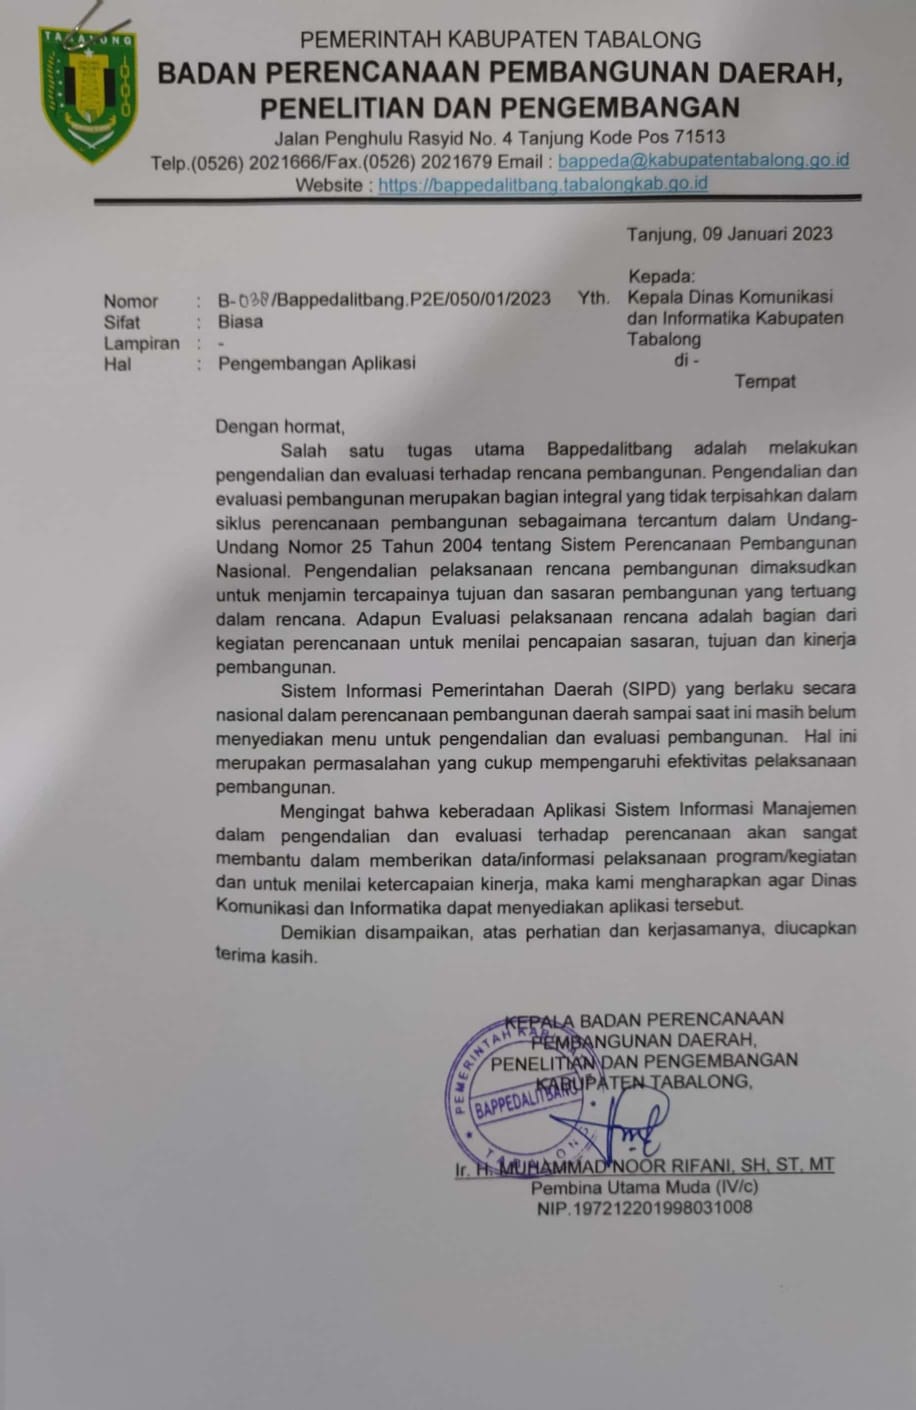 TABALONG
PEMERINTAH KABUPATEN TABALONG
BADAN PERENCANAAN PEMBANGUNAN DAERAH,
PENELITIAN DAN PENGEMBANGAN
Jalan Penghulu Rasyid No. 4 Tanjung Kode Pos 71513
Telp.(0526) 2021666/Fax.(0526) 2021679 Email : bappeda@kabupatentabalong.go.id
Website : https://bappedalitbang.tabalongkab.go.id
Tanjung, 09 Januari 2023
Kepada:
Nomor : B-038/Bappedalitbang.P2E/050/01/2023 Yth. Kepala Dinas Komunikasi
Sifat : Biasa dan Informatika Kabupaten
Lampiran : - Tabalong
Hal : Pengembangan Aplikasi di -
Tempat
Dengan hormat,
Salah satu tugas utama Bappedalitbang adalah melakukan
pengendalian dan evaluasi terhadap rencana pembangunan. Pengendalian dan
evaluasi pembangunan merupakan bagian integral yang tidak terpisahkan dalam
siklus perencanaan pembangunan sebagaimana tercantum dalam Undang-
Undang Nomor 25 Tahun 2004 tentang Sistem Perencanaan Pembangunan
Nasional. Pengendalian pelaksanaan rencana pembangunan dimaksudkan
untuk menjamin tercapainya tujuan dan sasaran pembangunan yang tertuang
dalam rencana. Adapun Evaluasi pelaksanaan rencana adalah bagian dari
kegiatan perencanaan untuk menilai pencapaian sasaran, tujuan dan kinerja
pembangunan.
Sistem Informasi Pemerintahan Daerah (SIPD) yang berlaku secara
nasional dalam perencanaan pembangunan daerah sampai saat ini masih belum
menyediakan menu untuk pengendalian dan evaluasi pembangunan. Hal ini
merupakan permasalahan yang cukup mempengaruhi efektivitas pelaksanaan
pembangunan.
Mengingat bahwa keberadaan Aplikasi Sistem Informasi Manajemen
dalam pengendalian dan evaluasi terhadap perencanaan akan sangat
membantu dalam memberikan data/informasi pelaksanaan program/kegiatan
dan untuk menilai ketercapaian kinerja, maka kami mengharapkan agar Dinas
Komunikasi dan Informatika dapat menyediakan aplikasi tersebut.
Demikian disampaikan, atas perhatian dan kerjasamanya, diucapkan
terima kasih.
KEPALA BADAN PERENCANAAN
PEMBANGUNAN DAERAH,
PENELITIAN DAN PENGEMBANGAN
KABUPATEN TABALONG,
PEMERINTAH KABUPATEN
BAPPEDALITBANG
TABALONG
Ir. H. MUHAMMAD NOOR RIFANI, SH, ST, MT
Pembina Utama Muda (IV/c)
NIP.197212201998031008